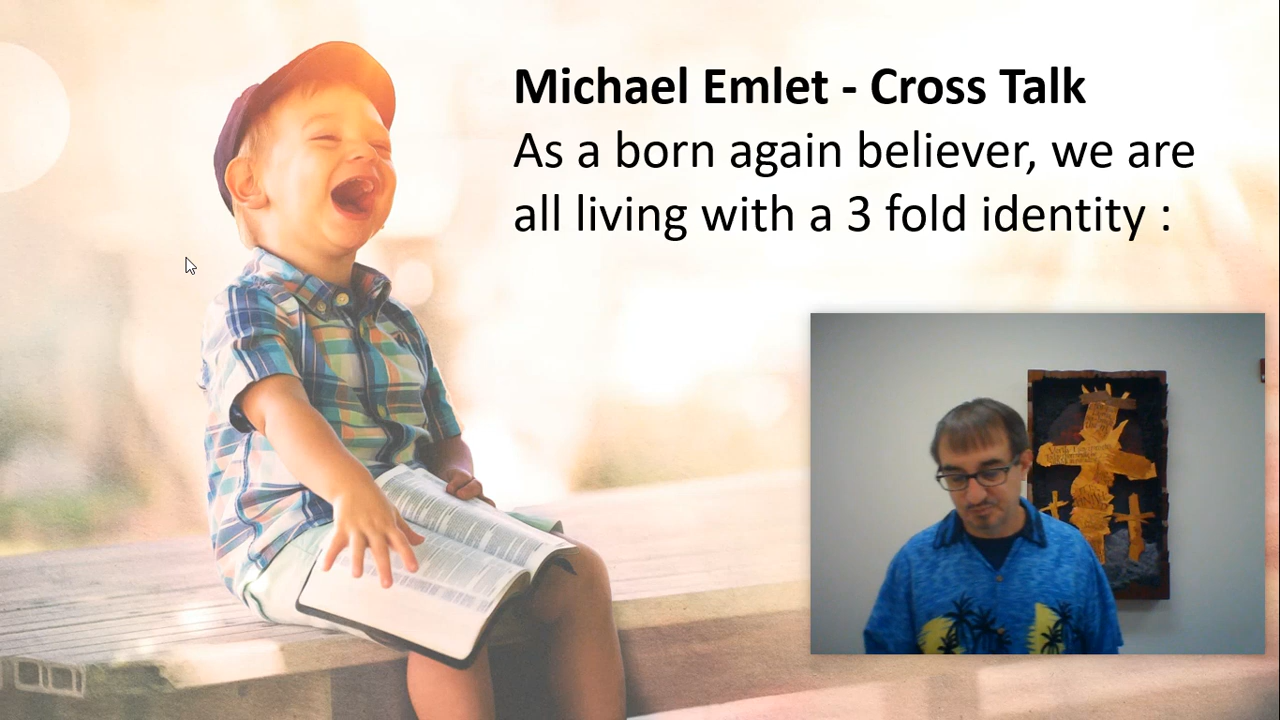 Michael Emlet - Cross Talk
As a born again believer, we are
all living with a 3 fold identity :